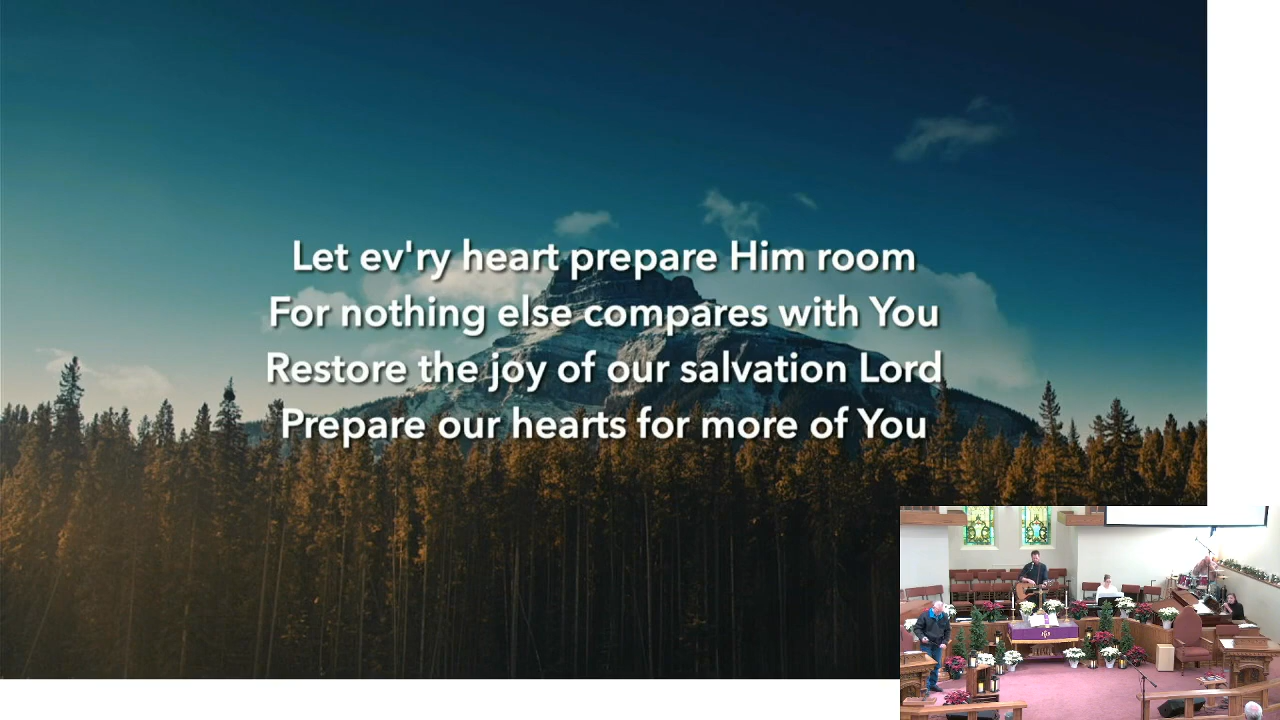 Let ev'ry heart prepare Him room
For nothing else compares with You
Restore the joy of our salvation Lord
Prepare our hearts for more of You